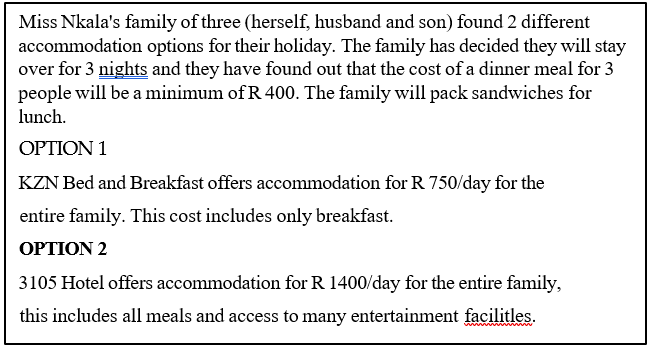 Miss Nkala's family of three (herself, husband and son) found 2 different
accommodation options for their holiday. The family has decided they will stay
over for 3 nights and they have found out that the cost of a dinner meal for 3
people will be a minimum of R 400. The family will pack sandwiches for
lunch.
OPTION 1
KZN Bed and Breakfast offers accommodation for R 750/day for the
entire family. This cost includes only breakfast.
OPTION 2
3105 Hotel offers accommodation for R 1400/day for the entire family,
this includes all meals and access to many entertainment facilitles.